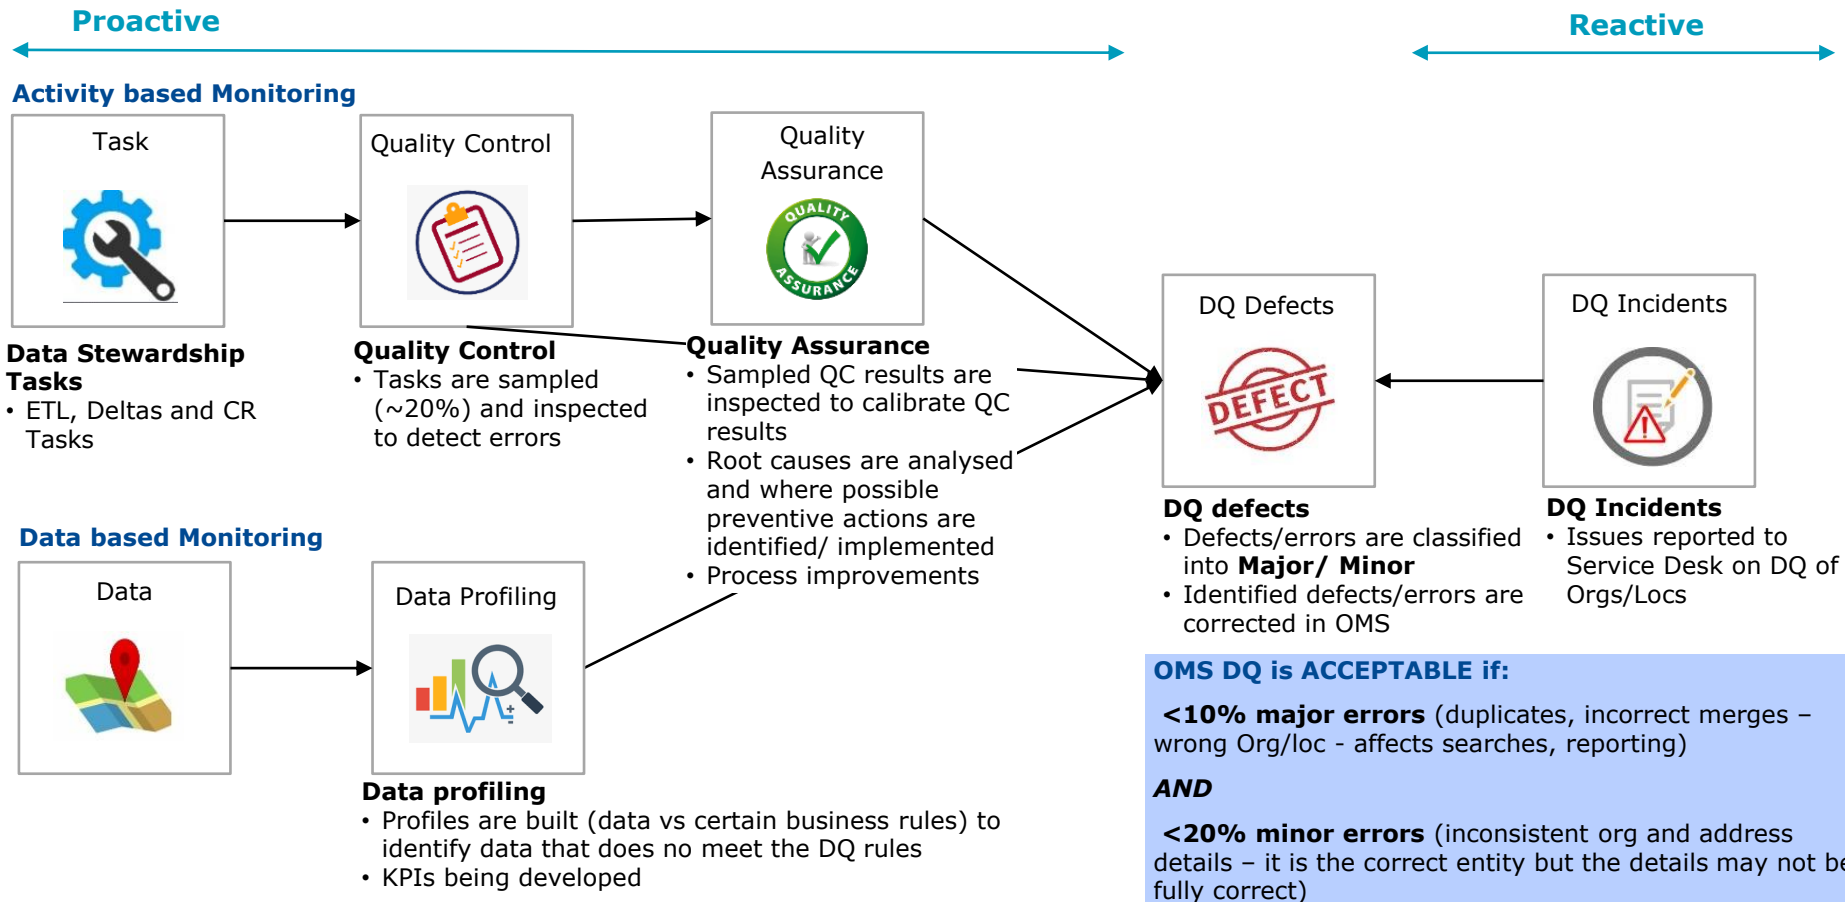 Proactive
Reactive
Activity based Monitoring
Task
Quality Control
Quality
Assurance
QUALITY
ASSURANCE
DQ Defects
DEFECT
DQ Incidents
Data Stewardship
Tasks
• ETL, Deltas and CR
Tasks
Quality Control
• Tasks are sampled
(~20%) and inspected
to detect errors
Quality Assurance
• Sampled QC results are
inspected to calibrate QC
results
• Root causes are analysed
and where possible
preventive actions are
identified/ implemented
• Process improvements
DQ defects
• Defects/errors are classified
into Major/ Minor
• Identified defects/errors are
corrected in OMS
DQ Incidents
• Issues reported to
Service Desk on DQ of
Orgs/Locs
Data based Monitoring
Data
Data Profiling
Data profiling
• Profiles are built (data vs certain business rules) to
identify data that does no meet the DQ rules
• KPIs being developed
OMS DQ is ACCEPTABLE if:
<10% major errors (duplicates, incorrect merges –
wrong Org/loc - affects searches, reporting)
AND
<20% minor errors (inconsistent org and address
details – it is the correct entity but the details may not be
fully correct)